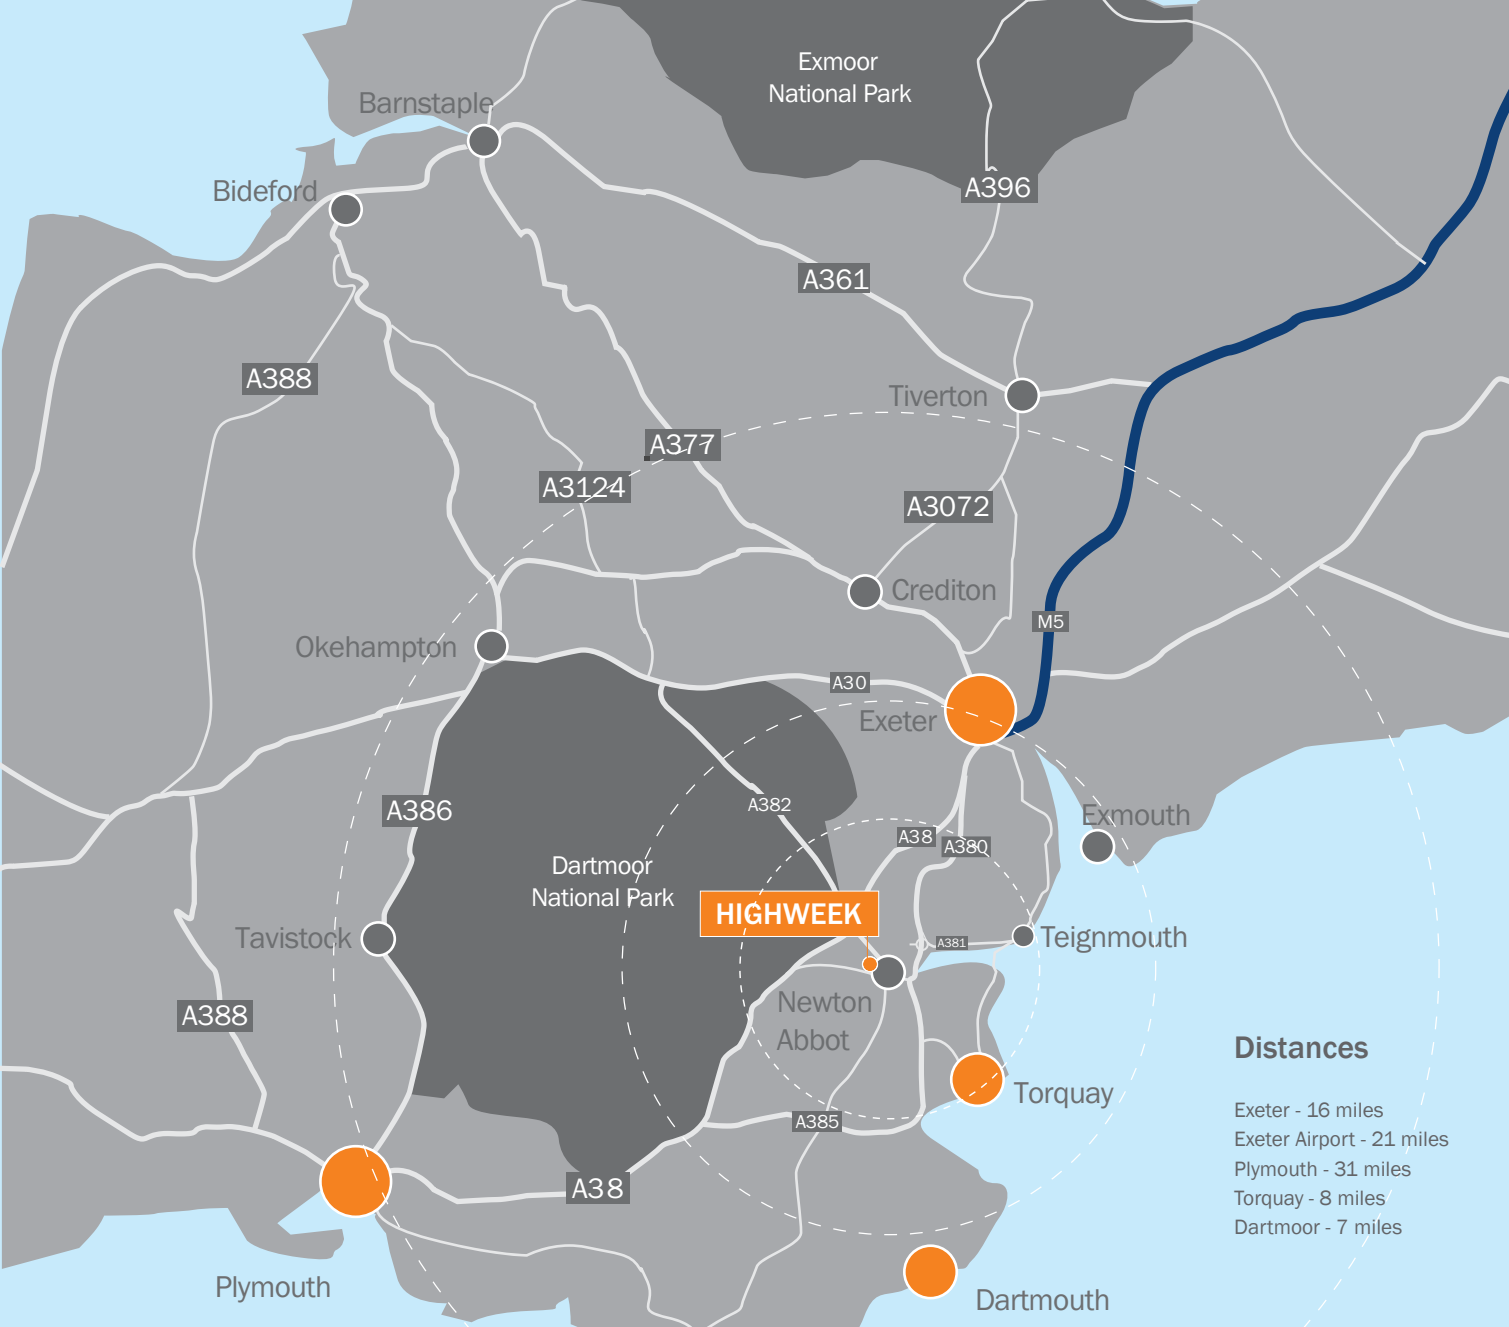 Exmoor
National Park
Barnstaple
Bideford
A396
A361
A388
Tiverton
A377
A3124
A3072
Crediton
M5
Okehampton
A30
Exeter
A386
A382
Exmouth
A38
A380
Dartmoor
National Park
HIGHWEEK
Tavistock
A381
Teignmouth
Newton
Abbot
A388
Torquay
A385
A38
Plymouth
Dartmouth
Distances
Exeter - 16 miles
Exeter Airport - 21 miles
Plymouth - 31 miles
Torquay - 8 miles
Dartmoor - 7 miles